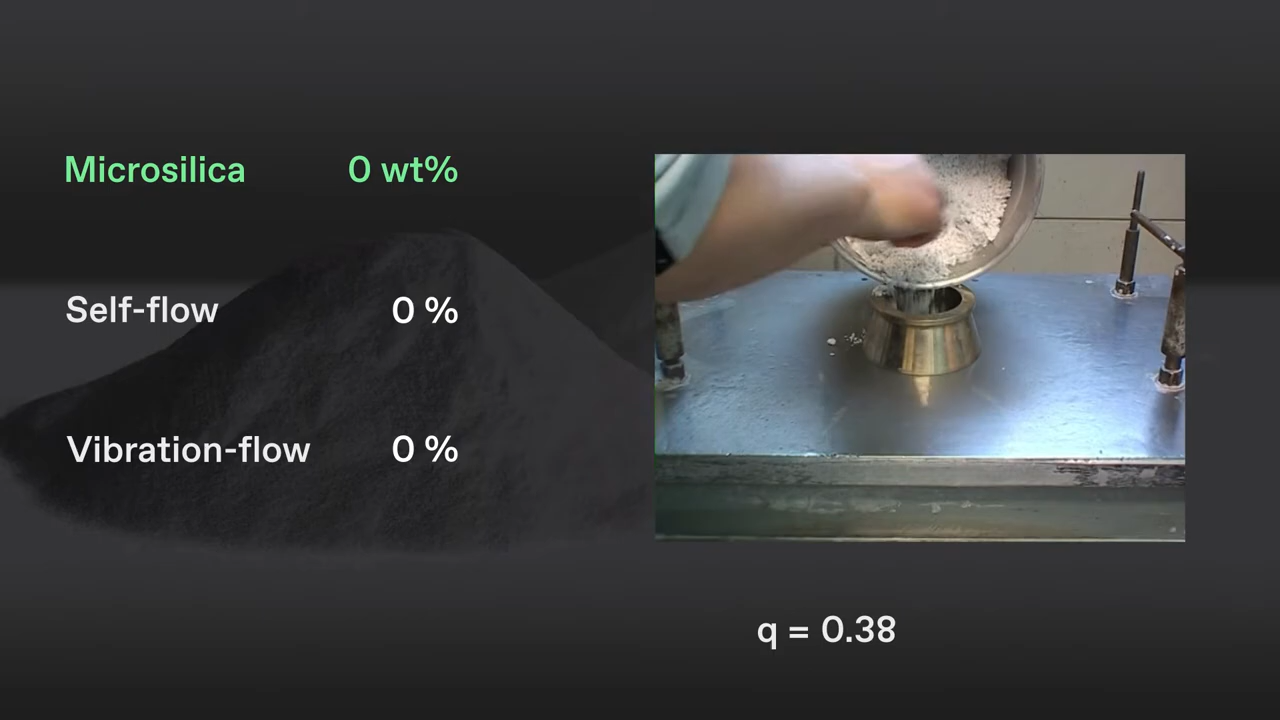 Microsilica 0 wt%
Self-flow 0 %
Vibration-flow 0 %
q = 0.38